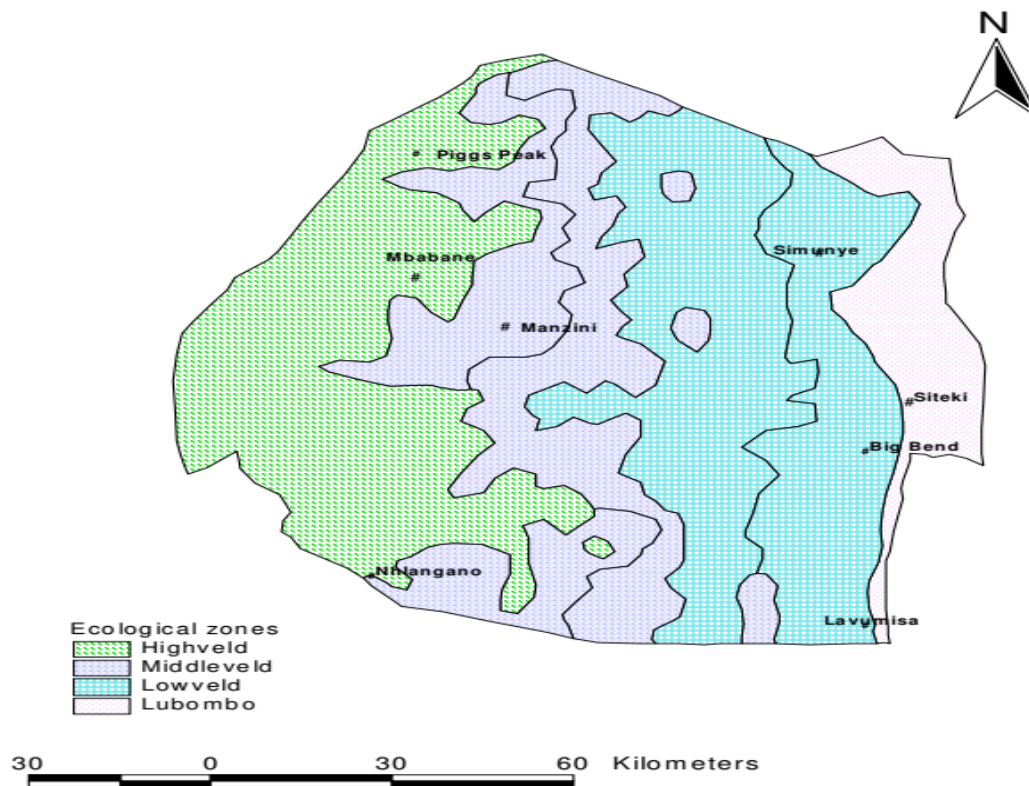 N
Piggs Peak
Simunye
Mbabane
Manzini
Siteki
Big Bend
Nhlangano
Lavumisa
Ecological zones
Highveld
Middleveld
Lowveld
Lubombo
30 0 30 60 Kilometers